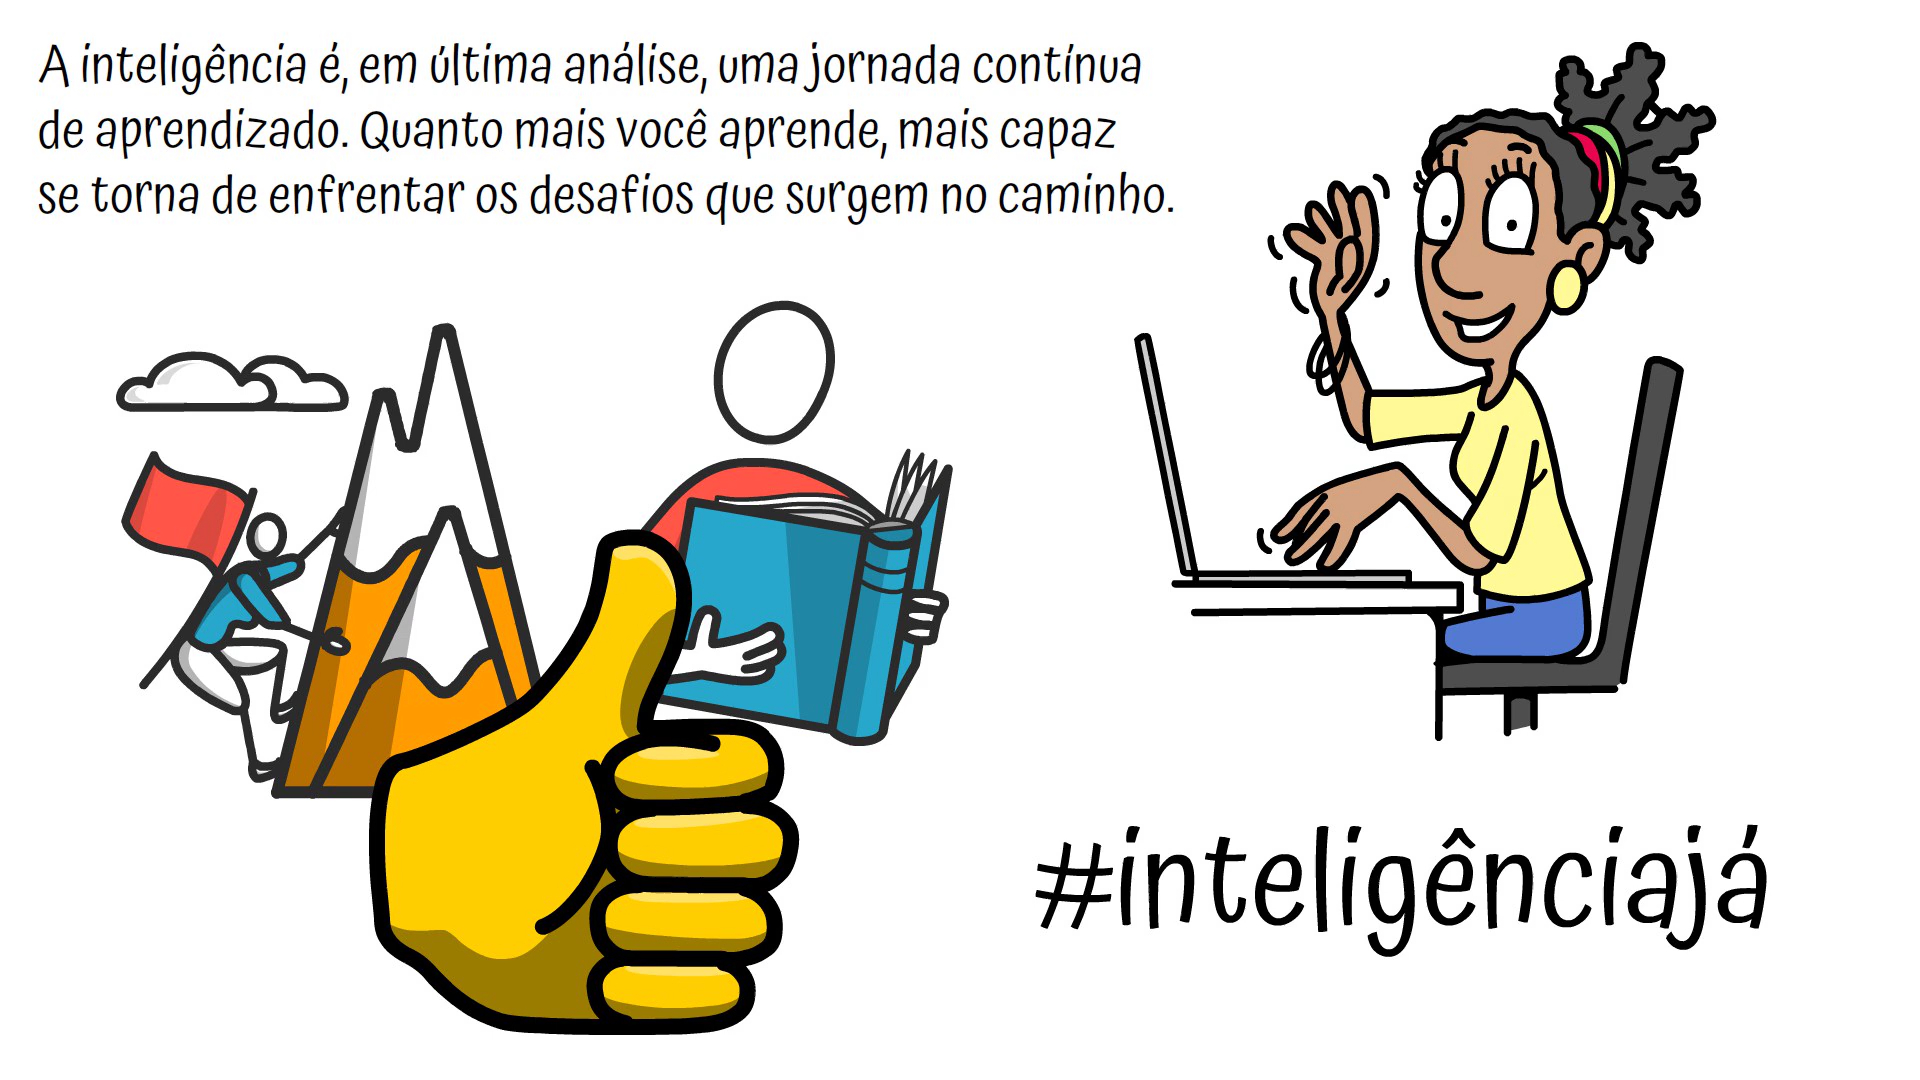 A inteligência é, em última análise, uma jornada contínua
de aprendizado. Quanto mais você aprende, mais capaz
se torna de enfrentar os desafios que surgem no caminho.
#inteligênciajá